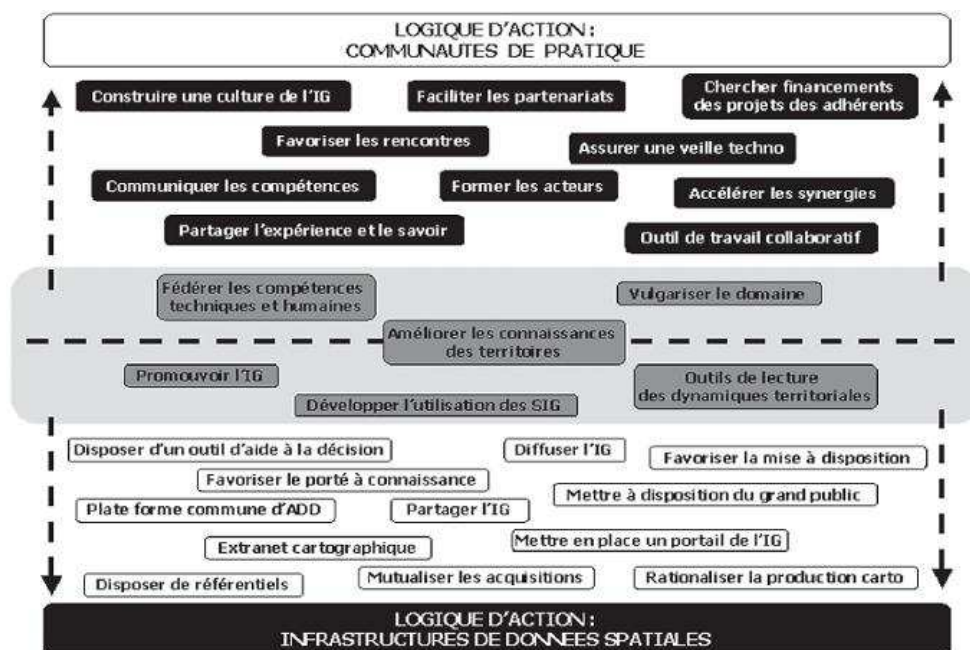 LOGIQUE D'ACTION :
COMMUNAUTES DE PRATIQUE
Construire une culture de l'IG
Faciliter les partenariats
Chercher financements
des projets des adhérents
Favoriser les rencontres
Assurer une veille techno
Communiquer les compétences
Former les acteurs
Accélérer les synergies
Partager l'expérience et le savoir
Outil de travail collaboratif
Fédérer les compétences
techniques et humaines
Vulgariser le domaine
Améliorer les connaissances
des territoires
Promouvoir l'IG
Outils de lecture
des dynamiques territoriales
Développer l'utilisation des SIG
Disposer d'un outil d'aide à la décision
Diffuser l'IG
Favoriser la mise à disposition
Favoriser le porté à connaissance
Mettre à disposition du grand public
Plate forme commune d'ADD
Partager l'IG
Extranet cartographique
Mettre en place un portail de l'IG
Disposer de référentiels
Mutualiser les acquisitions
Rationaliser la production carto
LOGIQUE D'ACTION :
INFRASTRUCTURES DE DONNEES SPATIALES